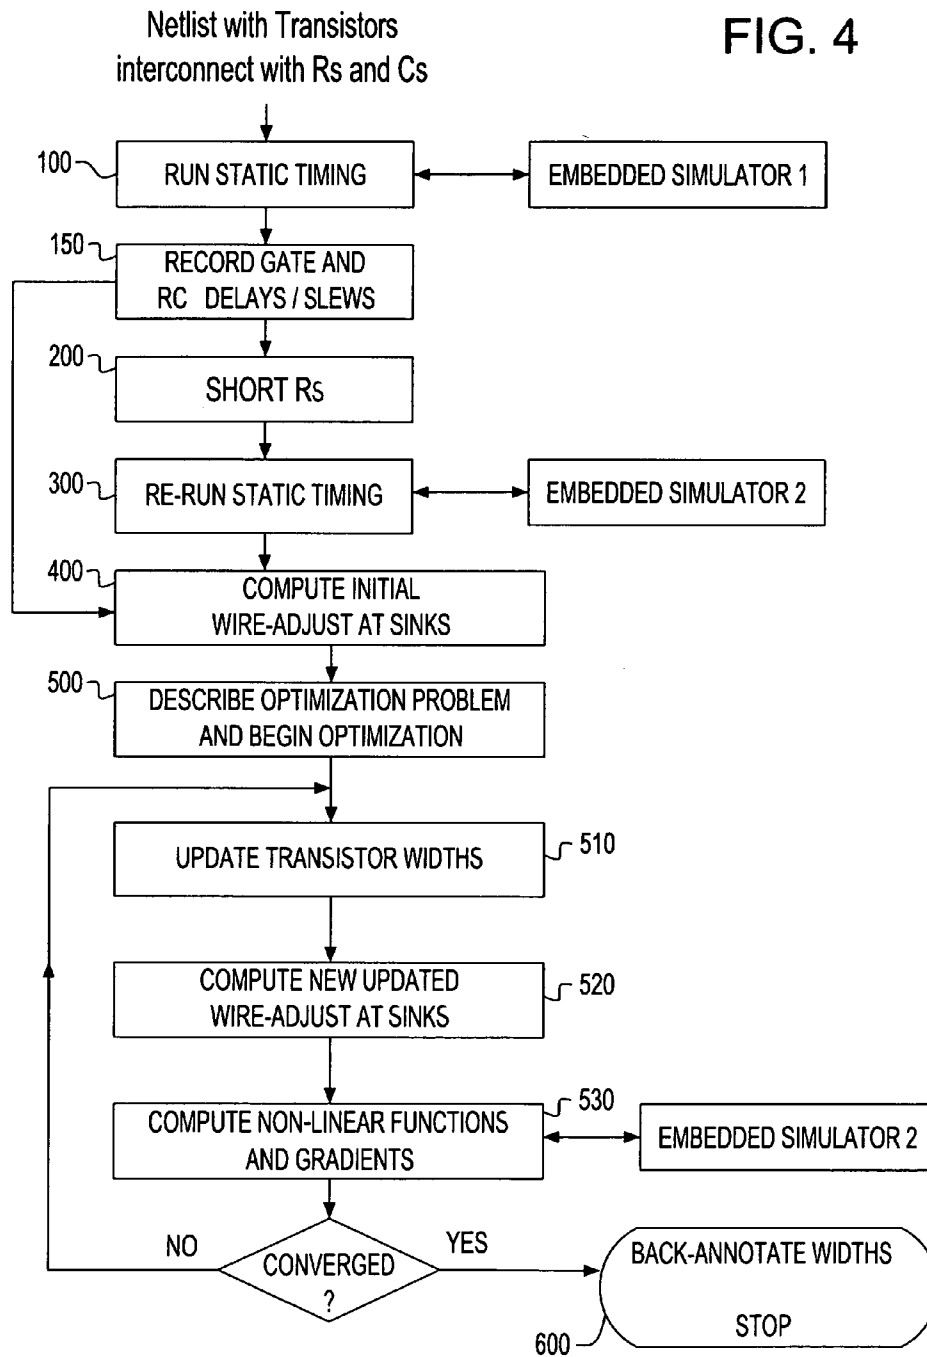 Netlist with Transistors
interconnect with Rs and Cs
FIG. 4
100
RUN STATIC TIMING
EMBEDDED SIMULATOR 1
150
RECORD GATE AND
RC DELAYS / SLEWS
200
SHORT Rs
300
RE-RUN STATIC TIMING
EMBEDDED SIMULATOR 2
400
COMPUTE INITIAL
WIRE-ADJUST AT SINKS
500
DESCRIBE OPTIMIZATION PROBLEM
AND BEGIN OPTIMIZATION
UPDATE TRANSISTOR WIDTHS
510
COMPUTE NEW UPDATED
WIRE-ADJUST AT SINKS
520
COMPUTE NON-LINEAR FUNCTIONS
AND GRADIENTS
530
EMBEDDED SIMULATOR 2
NO
CONVERGED
?
YES
BACK-ANNOTATE WIDTHS
STOP
600